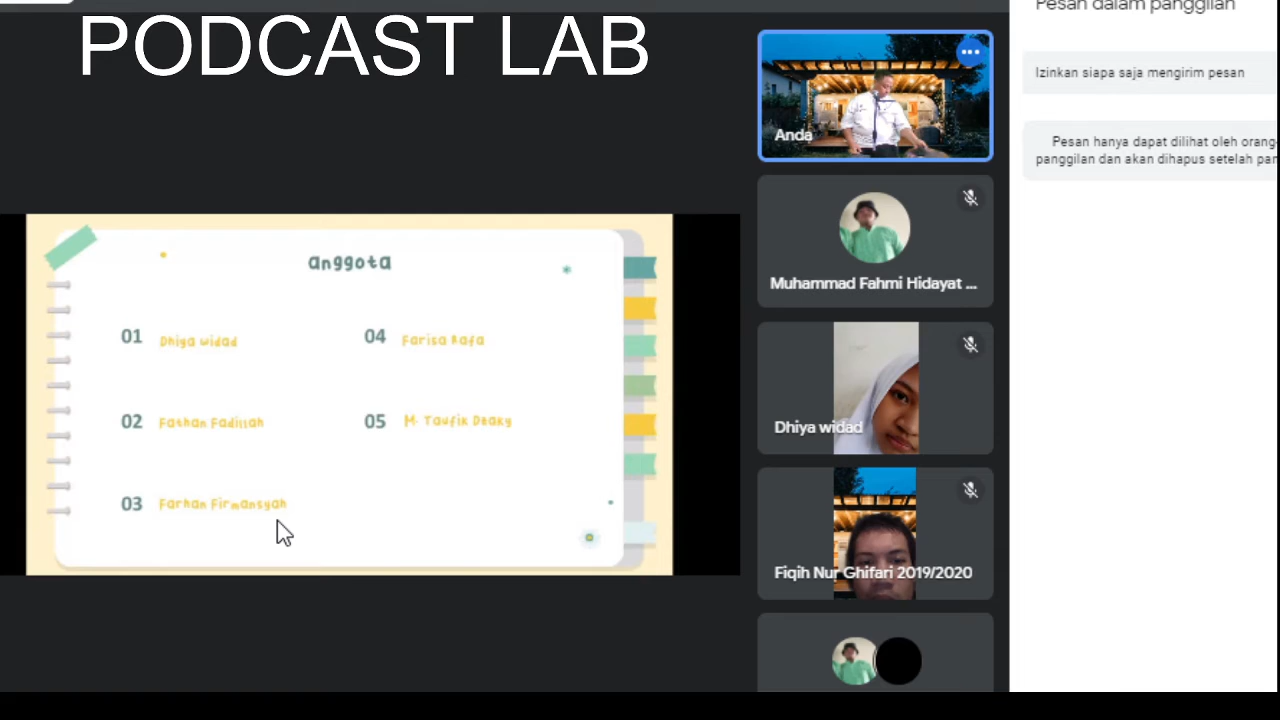 PODCAST LAB
anggota
01 Dhiya widad
02 Fathan Fadillah
03 Farhan Firmansyah
04 Farisa Rafa
05 M. Taufik
Anda
Muhammad Fahmi Hidayat ...
Dhiya widad
Fiqih Nur Ghifari 2019/2020
Pesan dalam panggilan
Izinkan siapa saja mengirim pesan
Pesan hanya dapat dilihat oleh orang-
panggilan dan akan dihapus setelah